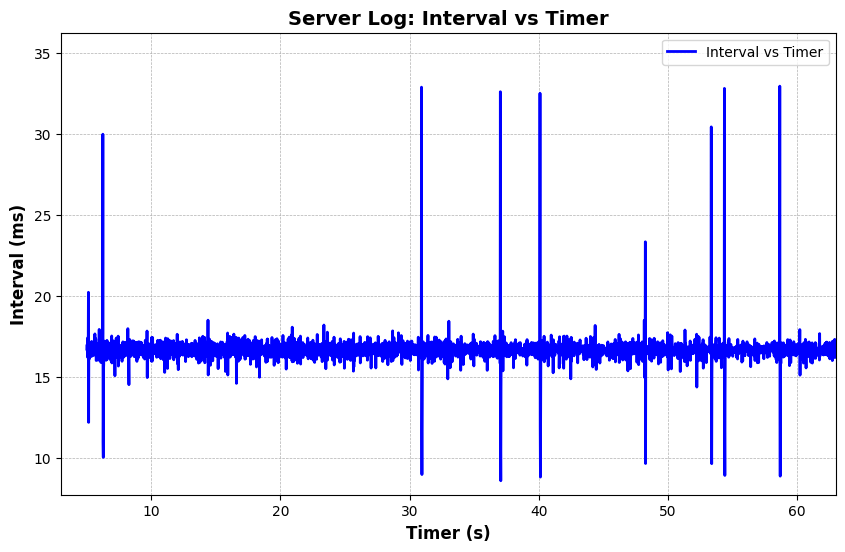 Server Log: Interval vs Timer
Interval vs Timer
Interval (ms)
35
30
25
20
15
10
10 20 30 40 50 60
Timer (s)